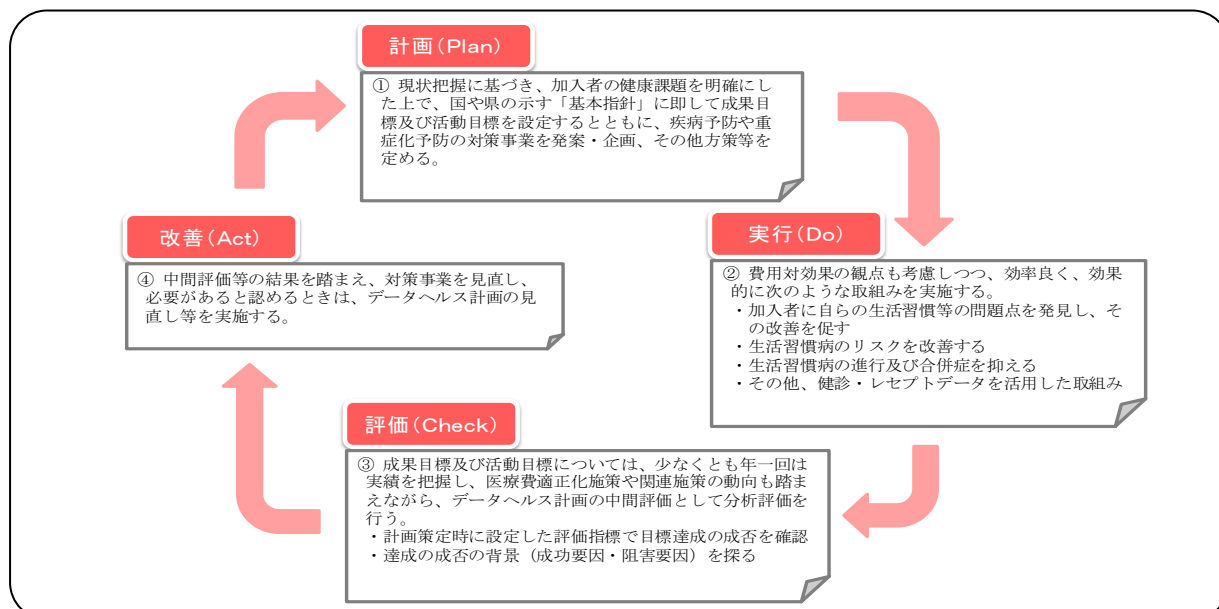 計画（Plan）
① 現状把握に基づき、加入者の健康課題を明確にし
た上で、国や県の示す「基本指針」に即して成果目
標及び活動目標を設定するとともに、疾病予防や重
症化予防の対策事業を発案・企画、その他方策等を
定める。
実行（Do）
② 費用対効果の観点も考慮しつつ、効率良く、効果
的に次のような取組みを実施する。
・加入者に自らの生活習慣等の問題点を発見し、そ
の改善を促す
・生活習慣病のリスクを改善する
・生活習慣病の進行及び合併症を抑える
・その他、健診・レセプトデータを活用した取組み
評価（Check）
③ 成果目標及び活動目標については、少なくとも年一回は
実績を把握し、医療費適正化施策や関連施策の動向も踏ま
えながら、データヘルス計画の中間評価として分析評価を
行う。
・計画策定時に設定した評価指標で目標達成の成否を確認
・達成の成否の背景（成功要因・阻害要因）を探る
改善（Act）
④ 中間評価等の結果を踏まえ、対策事業を見直し、
必要があると認めるときは、データヘルス計画の見
直し等を実施する。